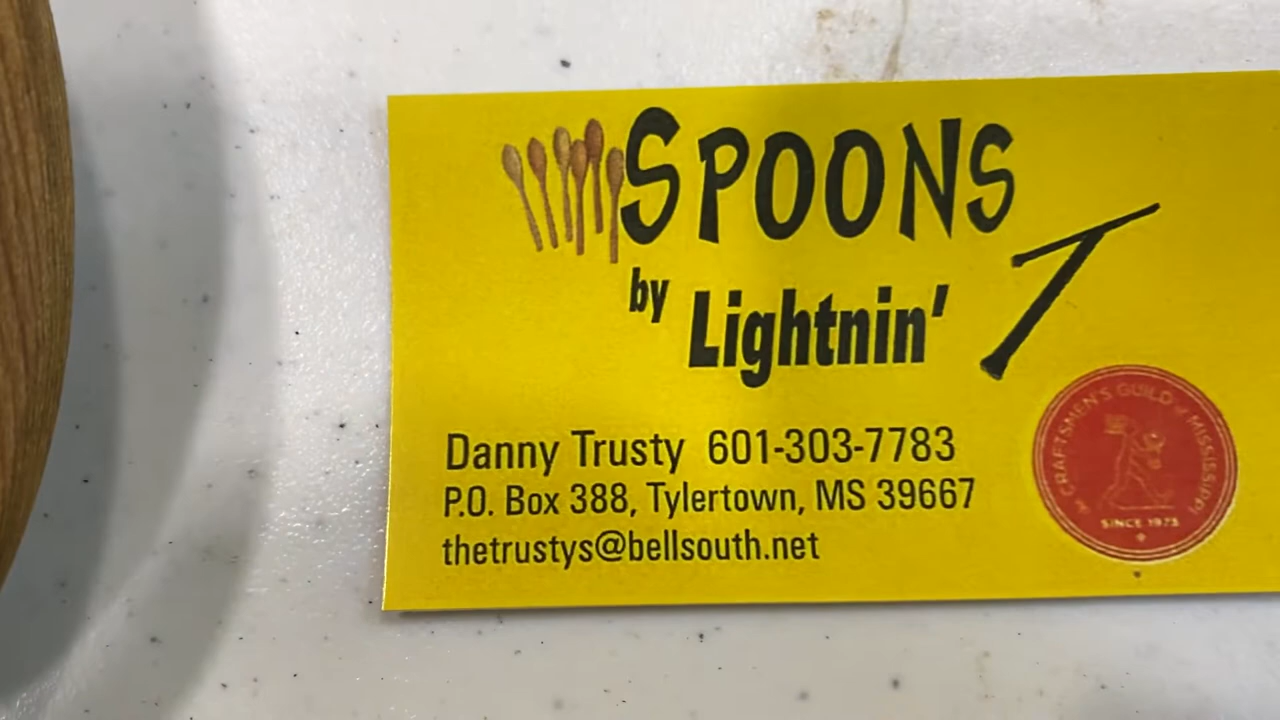 SPOONS
by Lightnin' T
Danny Trusty 601-303-7783
P.O. Box 388, Tylertown, MS 39667
thetrustys@bellsouth.net
CRAFTSMEN'S GUILD of MISSISSIPPI
SINCE 1973